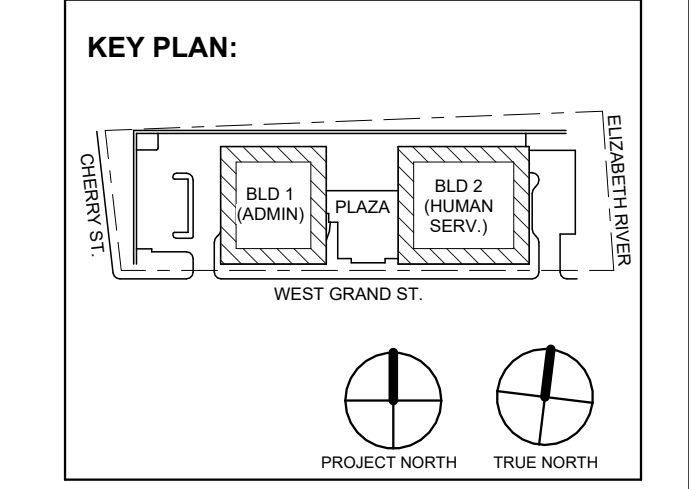 KEY PLAN:
CHERRY ST.
BLD 1
(ADMIN)
PLAZA
BLD 2
(HUMAN
SERV.)
ELIZABETH RIVER
WEST GRAND ST.
PROJECT NORTH
TRUE NORTH